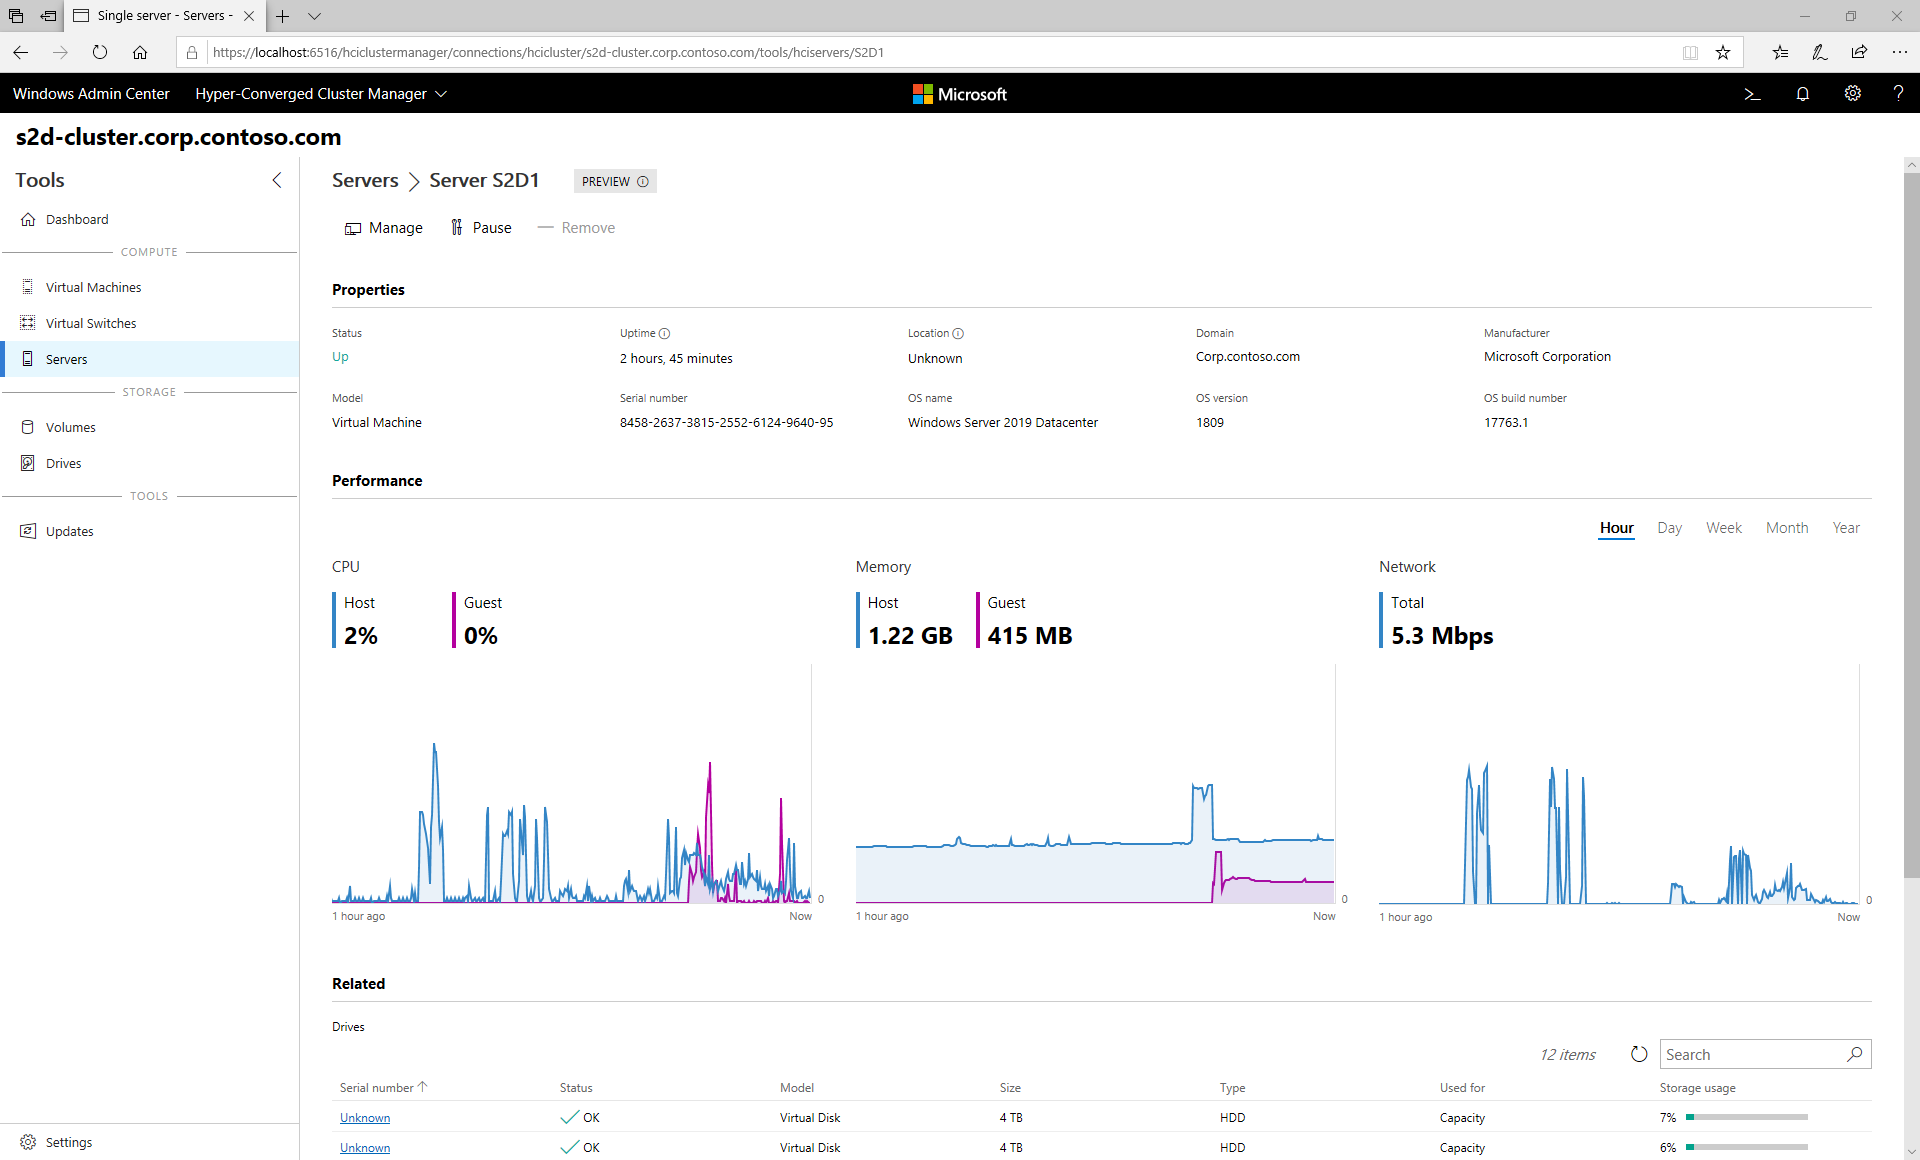 Single server - Servers -
https://localhost:6516/hciclustermanager/connections/hcicluster/s2d-cluster.corp.contoso.com/tools/hciservers/S2D1
Windows Admin Center Hyper-Converged Cluster Manager Microsoft
s2d-cluster.corp.contoso.com
Tools
Dashboard
COMPUTE
Virtual Machines
Virtual Switches
Servers
STORAGE
Volumes
Drives
TOOLS
Updates
Settings
Servers > Server S2D1 PREVIEW
Manage Pause Remove
Properties
Status Uptime Location Domain Manufacturer
Up 2 hours, 45 minutes Unknown Corp.contoso.com Microsoft Corporation
Model Serial number OS name OS version OS build number
Virtual Machine 8458-2637-3815-2552-6124-9640-95 Windows Server 2019 Datacenter 1809 17763.1
Performance
Hour Day Week Month Year
CPU Memory Network
Host Guest Host Guest Total
2% 0% 1.22 GB 415 MB 5.3 Mbps
0 0 0
1 hour ago Now 1 hour ago Now 1 hour ago Now
Related
Drives
12 items Search
Serial number Status Model Size Type Used for Storage usage
Unknown OK Virtual Disk 4 TB HDD Capacity 7%
Unknown OK Virtual Disk 4 TB HDD Capacity 6%